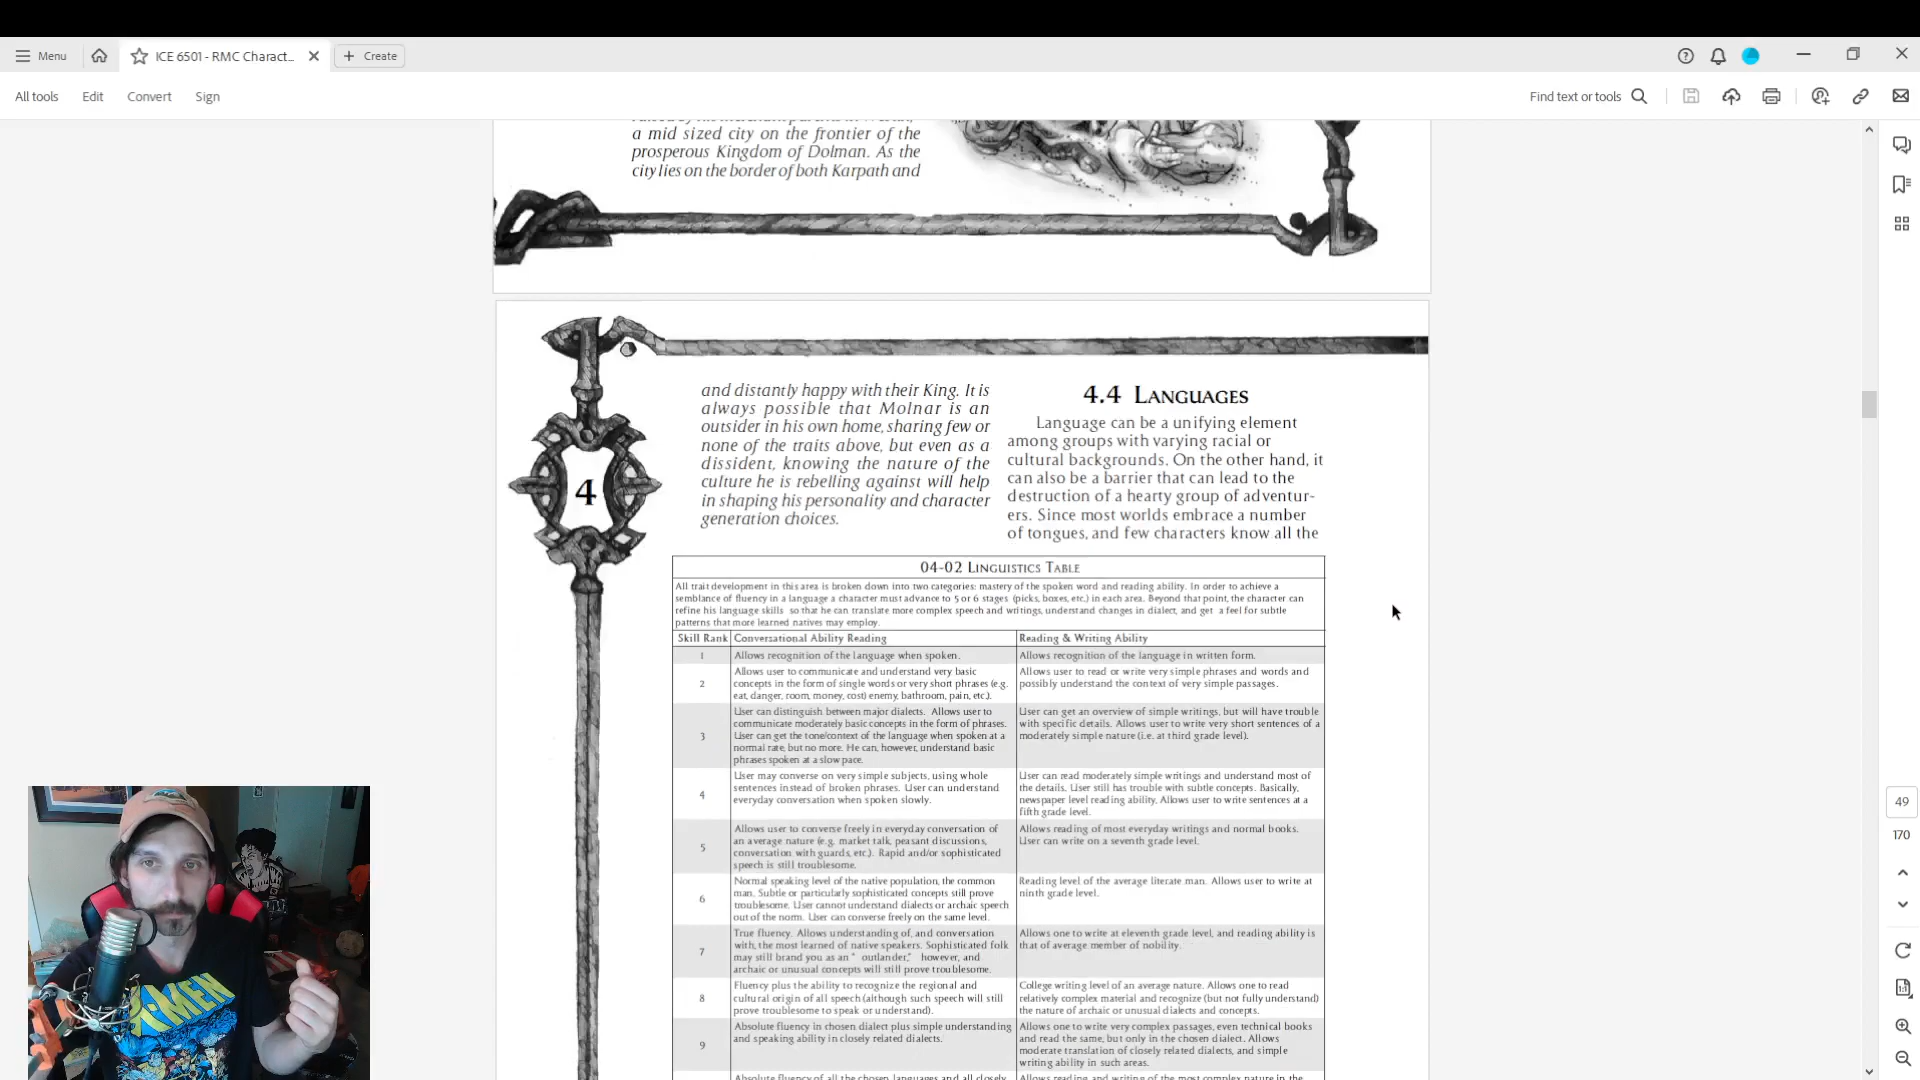 Menu
ICE 6501 - RMC Charact...
Create
All tools
Edit
Convert
Sign
Find text or tools
a mid sized city on the frontier of the
prosperous Kingdom of Dolman. As the
city lies on the border of both Karpath and
4
and distantly happy with their King. It is
always possible that Molnar is an
outsider in his own home, sharing few or
none of the traits above, but even as a
dissident, knowing the nature of the
culture he is rebelling against will help
in shaping his personality and character
generation choices.
4.4 Languages
Language can be a unifying element
among groups with varying racial or
cultural backgrounds. On the other hand, it
can also be a barrier that can lead to the
destruction of a hearty group of adventur-
ers. Since most worlds embrace a number
of tongues, and few characters know all the
04-02 Linguistics Table
All trait development in this area is broken down into two categories: mastery of the spoken word and reading ability. In order to achieve a
semblance of fluency in a language a character must advance to 5 or 6 stages (picks, boxes, etc.) in each area. Beyond that point, the character can
refine his language skills so that he can translate more complex speech and writings, understand changes in dialect, and get a feel for subtle
patterns that more learned natives may employ.
Skill Rank Conversational Ability Reading Reading & Writing Ability
1
Allows recognition of the language when spoken.
Allows recognition of the language in written form.
2
Allows user to communicate and understand very basic
concepts in the form of single words or very short phrases (e.g.
eat, danger, room, money, cost) enemy, bathroom, pain, etc.).
Allows user to read or write very simple phrases and words and
possibly understand the context of very simple passages.
3
User can distinguish between major dialects. Allows user to
communicate moderately basic concepts in the form of phrases.
User can get the tone/context of the language when spoken at a
normal rate; but no more. He can, however, understand basic
phrases spoken at a slow pace.
User can get an overview of simple writings, but will have trouble
with specific details. Allows user to write very short sentences of a
moderately simple nature (i.e. at third grade level).
4
User may converse on very simple subjects, using whole
sentences instead of broken phrases. User can understand
everyday conversation when spoken slowly.
User can read moderately simple writings and understand most of
the details. User still has trouble with subtle concepts. Basically,
newspaper level reading ability. Allows user to write sentences at a
fifth grade level.
5
Allows user to converse freely in everyday conversation of
an average nature (e.g. market talk, peasant discussions,
conversation with guards, etc.). Rapid and/or sophisticated
speech is still troublesome.
Allows reading of most everyday writings and normal books.
User can write on a seventh grade level.
6
Normal speaking level of the native population, the common
man. Subtle or particularly sophisticated concepts still prove
troublesome. User cannot understand dialects or archaic speech
out of the norm. User can converse freely on the same level.
Reading level of the average literate man. Allows user to write at
ninth grade level.
7
True fluency. Allows understanding of, and conversation
with, the most learned of native speakers. Sophisticated folk
may still brand you as an " outlander," however, and
archaic or unusual concepts will still prove troublesome.
Allows one to write at eleventh grade level, and reading ability is
that of average member of nobility.
8
Fluency plus the ability to recognize the regional and
cultural origin of all speech (although such speech will still
prove troublesome to speak or understand).
College writing level of an average nature. Allows one to read
relatively complex material and recognize (but not fully understand)
the nature of archaic or unusual dialects and concepts.
9
Absolute fluency in chosen dialect plus simple understanding
and speaking ability in closely related dialects.
Allows one to write very complex passages, even technical books
and read the same, but only in the chosen dialect. Allows
moderate translation of closely related dialects, and simple
writing ability in such areas.
Absolute fluency of all the chosen languages and all closely
Allows reading and writing of the most complex nature in the
49
170
X-MEN